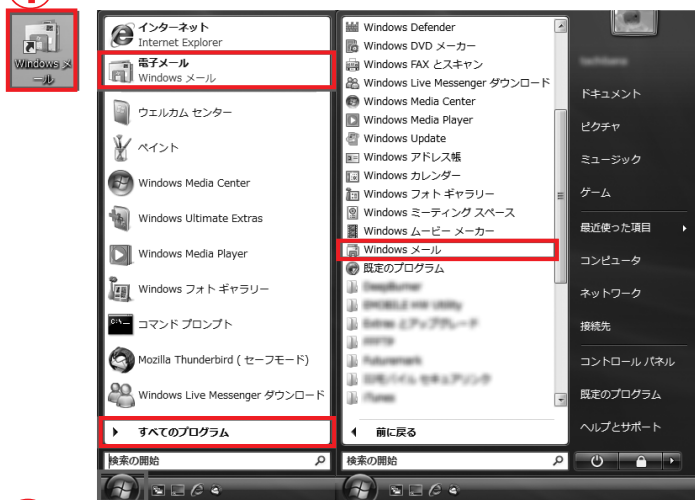 Windows メ
ール
インターネット
Internet Explorer
電子メール
Windows メール
ウェルカム センター
ペイント
Windows Media Center
Windows Ultimate Extras
Windows Media Player
Windows フォト ギャラリー
コマンド プロンプト
Mozilla Thunderbird ( セーフモード)
Windows Live Messenger ダウンロード
すべてのプログラム
検索の開始
Windows Defender
Windows DVD メーカー
Windows FAX とスキャン
Windows Live Messenger ダウンロード
Windows Media Center
Windows Media Player
Windows Update
Windows アドレス帳
Windows カレンダー
Windows フォト ギャラリー
Windows ミーティング スペース
Windows ムービー メーカー
Windows メール
既定のプログラム
前に戻る
検索の開始
ドキュメント
ピクチャ
ミュージック
ゲーム
最近使った項目
コンピュータ
ネットワーク
接続先
コントロール パネル
既定のプログラム
ヘルプとサポート